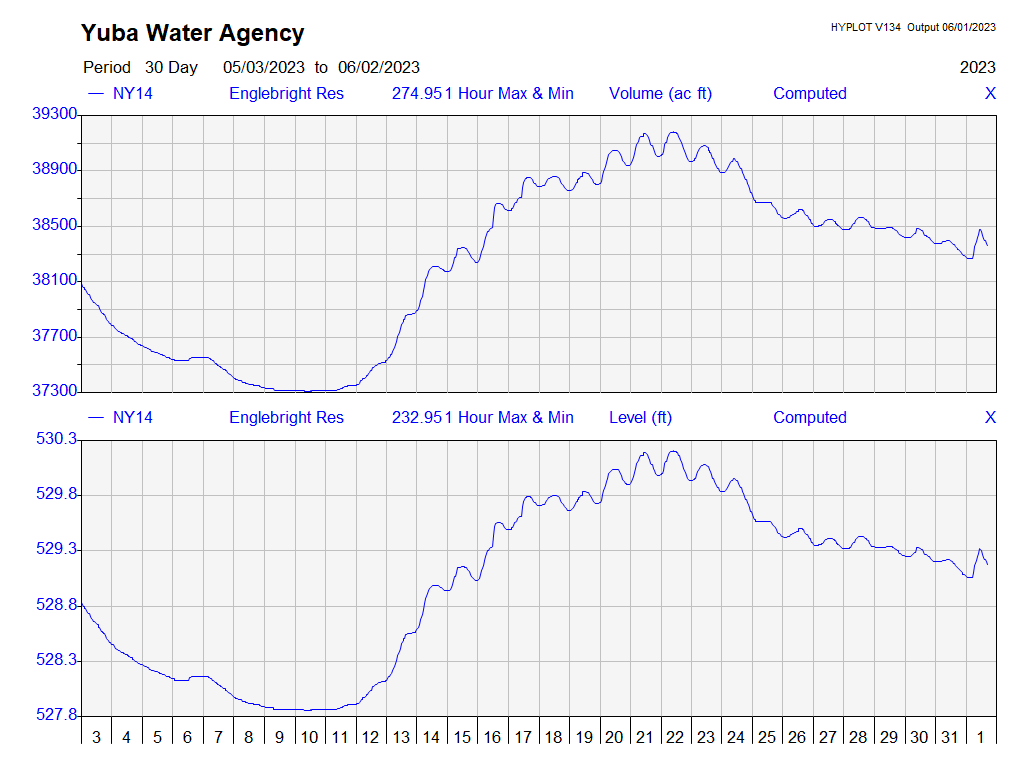 Yuba Water Agency
HYPLOT V134 Output 06/01/2023
Period 30 Day 05/03/2023 to 06/02/2023 2023
— NY14 Englebright Res 274.951 Hour Max & Min Volume (ac ft) Computed X
39300
38900
38500
38100
37700
37300
— NY14 Englebright Res 232.951 Hour Max & Min Level (ft) Computed X
530.3
529.8
529.3
528.8
528.3
527.8
3 4 5 6 7 8 9 10 11 12 13 14 15 16 17 18 19 20 21 22 23 24 25 26 27 28 29 30 31 1